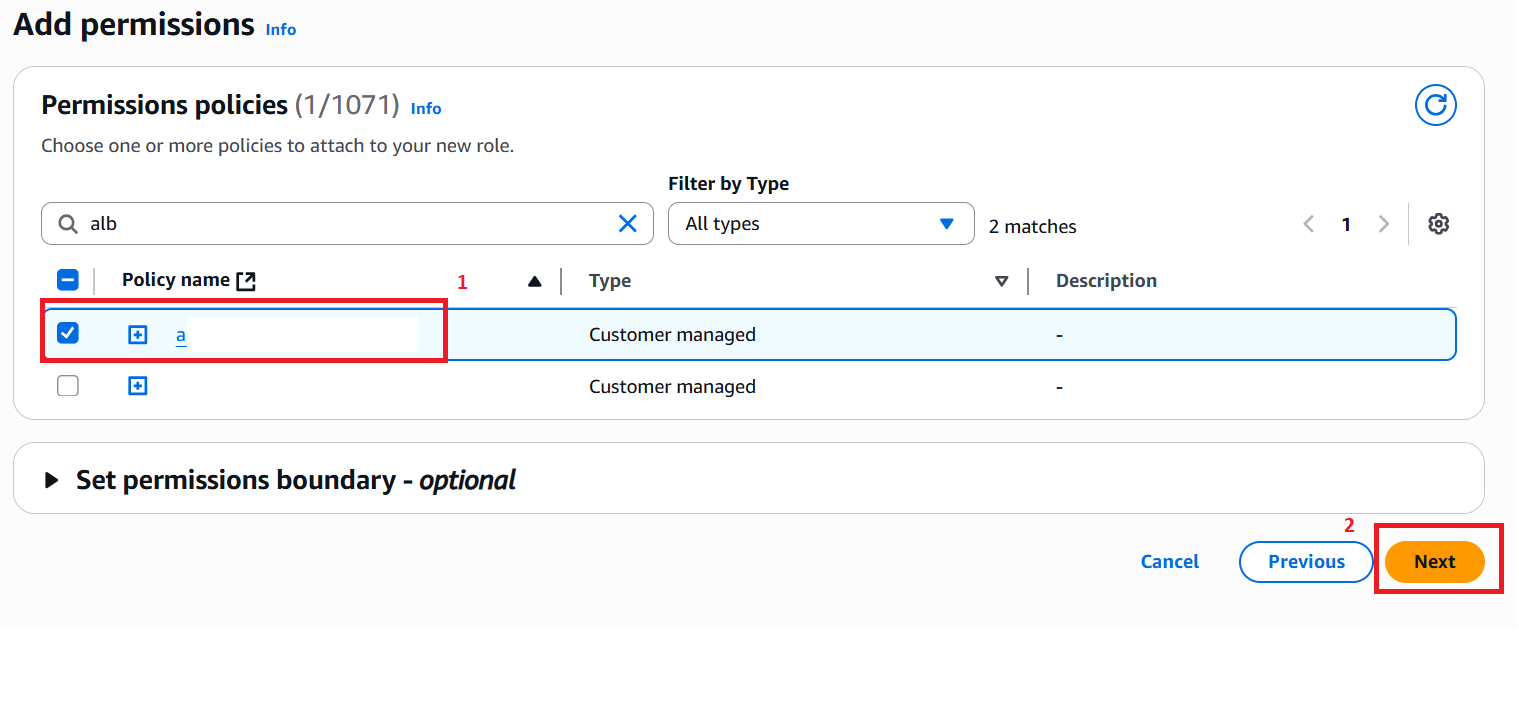 Add permissions Info
Permissions policies (1/1071) Info
Choose one or more policies to attach to your new role.
Filter by Type
alb All types 2 matches 1
Policy name 1 Type Description
a Customer managed -
Customer managed -
Set permissions boundary - optional
2
Cancel Previous Next